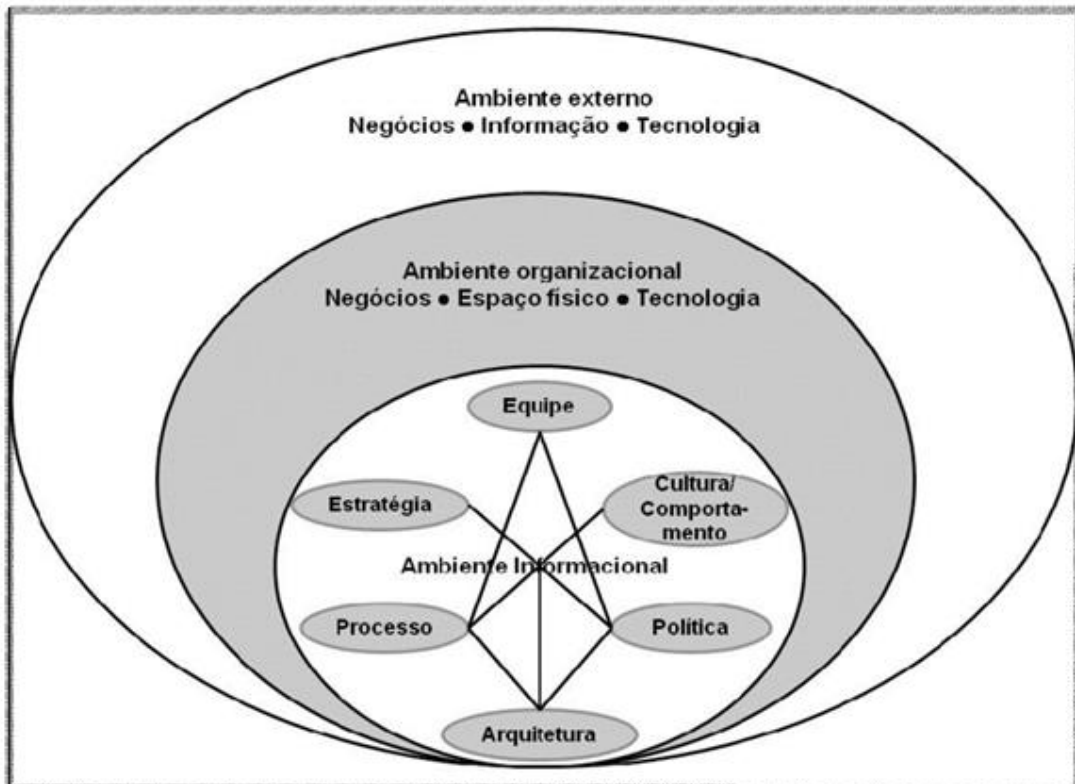 Ambiente externo
Negócios ● Informação ● Tecnologia
Ambiente organizacional
Negócios ● Espaço físico ● Tecnologia
Equipe
Estratégia
Cultura/
Comporta-
mento
Ambiente Informacional
Processo
Política
Arquitetura